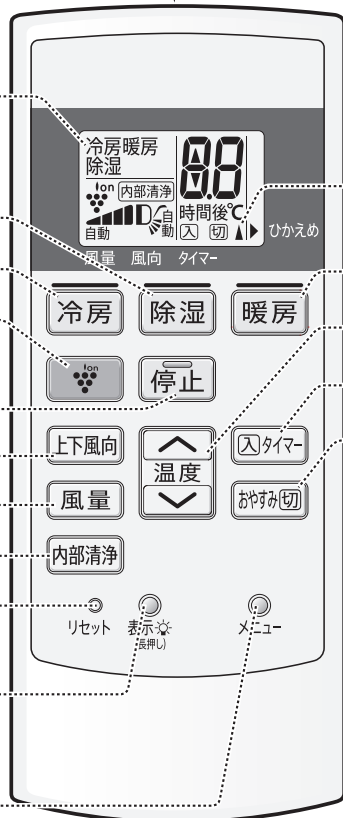 冷房暖房 88
除湿
ion 内部清浄
自動 自動 時間後℃
入 切 ひかえめ
風量 風向 タイマー
冷房 除湿 暖房
ion 停止
上下風向 温度 入タイマー
風量 おやすみ切
内部清浄
リセット 表示 メニュー
(長押し)